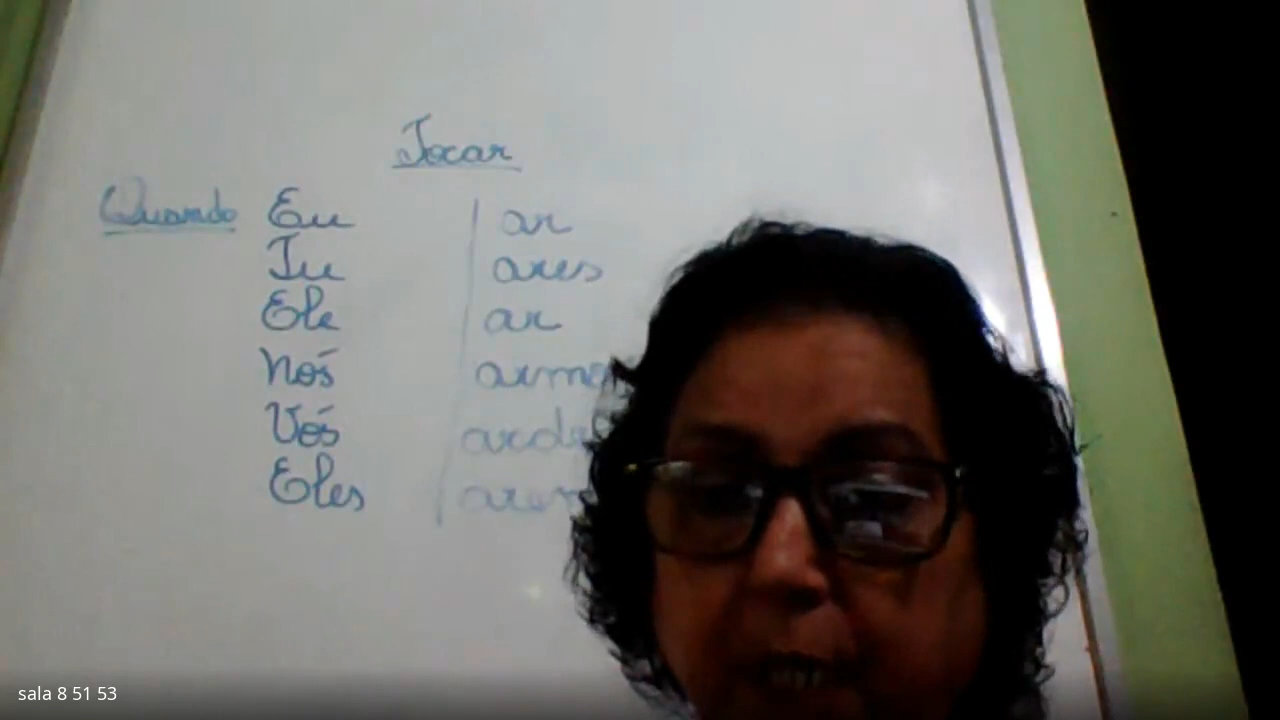 Tocar
Quando Eu ar
Tu ares
Ele ar
Nós
Vós
Eles
sala 8 51 53